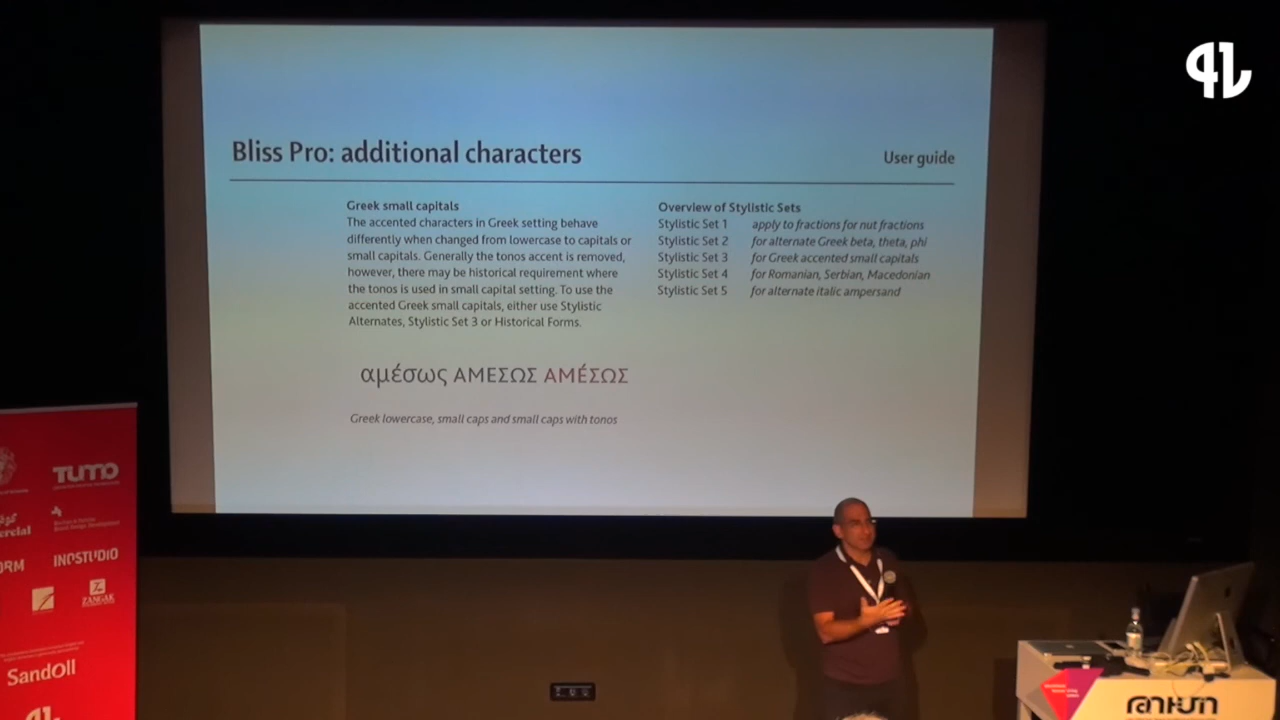 Bliss Pro: additional characters
User guide
Greek small capitals
The accented characters in Greek setting behave
differently when changed from lowercase to capitals or
small capitals. Generally the tonos accent is removed,
however, there may be historical requirement where
the tonos is used in small capital setting. To use the
accented Greek small capitals, either use Stylistic
Alternates, Stylistic Set 3 or Historical Forms.
αμέσως ΑΜΕΣΩΣ ΑΜΈΣΩΣ
Greek lowercase, small caps and small caps with tonos
Overview of Stylistic Sets
Stylistic Set 1 apply to fractions for nut fractions
Stylistic Set 2 for alternate Greek beta, theta, phi
Stylistic Set 3 for Greek accented small capitals
Stylistic Set 4 for Romanian, Serbian, Macedonian
Stylistic Set 5 for alternate italic ampersand
TUMO
INOSTUDIO
ZANGAK
Sandoll